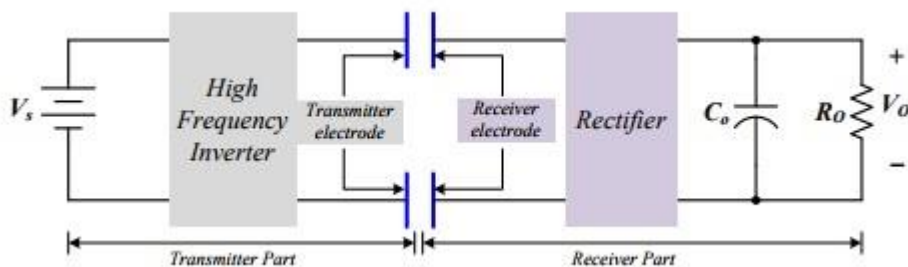 V_s
High
Frequency
Inverter
Transmitter
electrode
Receiver
electrode
Rectifier
C_o
R_O
+
V_O
−
Transmitter Part
Receiver Part